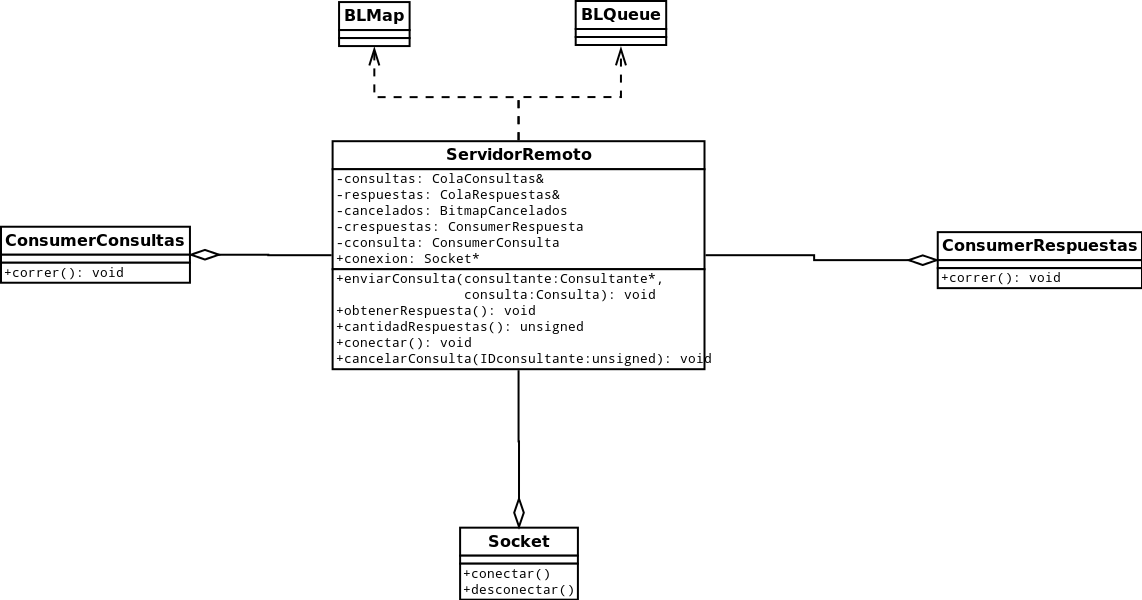 BLMap
BLQueue
ServidorRemoto
-consultas: ColaConsultas&
-respuestas: ColaRespuestas&
-cancelados: BitmapCancelados
-crespuestas: ConsumerRespuesta
-cconsulta: ConsumerConsulta
+conexion: Socket*
+enviarConsulta(consultante:Consultante*,
consulta:Consulta): void
+obtenerRespuesta(): void
+cantidadRespuestas(): unsigned
+conectar(): void
+cancelarConsulta(IDconsultante:unsigned): void
ConsumerConsultas
+correr(): void
ConsumerRespuestas
+correr(): void
Socket
+conectar()
+desconectar()